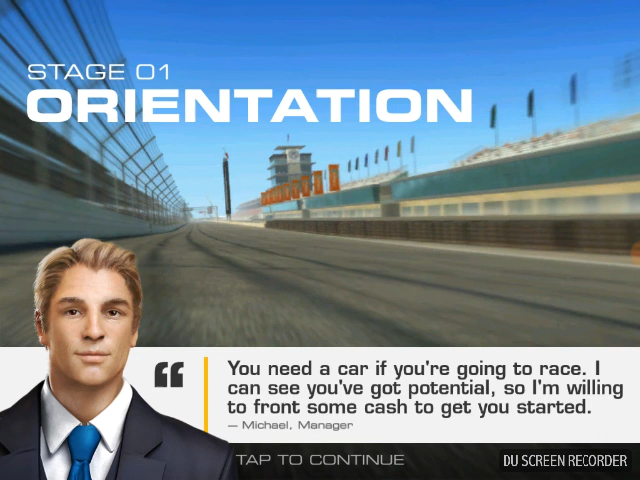 STAGE 01
ORIENTATION
“
You need a car if you're going to race. I
can see you've got potential, so I'm willing
to front some cash to get you started.
— Michael, Manager
TAP TO CONTINUE
DU SCREEN RECORDER